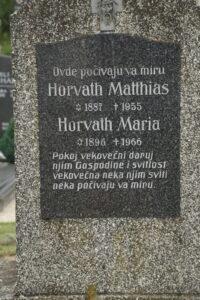 Ovde počivaju va miru
Horvath Matthias
✡ 1887 † 1955
Horvath Maria
✡ 1896 † 1966
Pokoj vekovečni daruj
njim Gospodine i svitlost
vekovečna neka njim sviti
neka počivaju va miru.